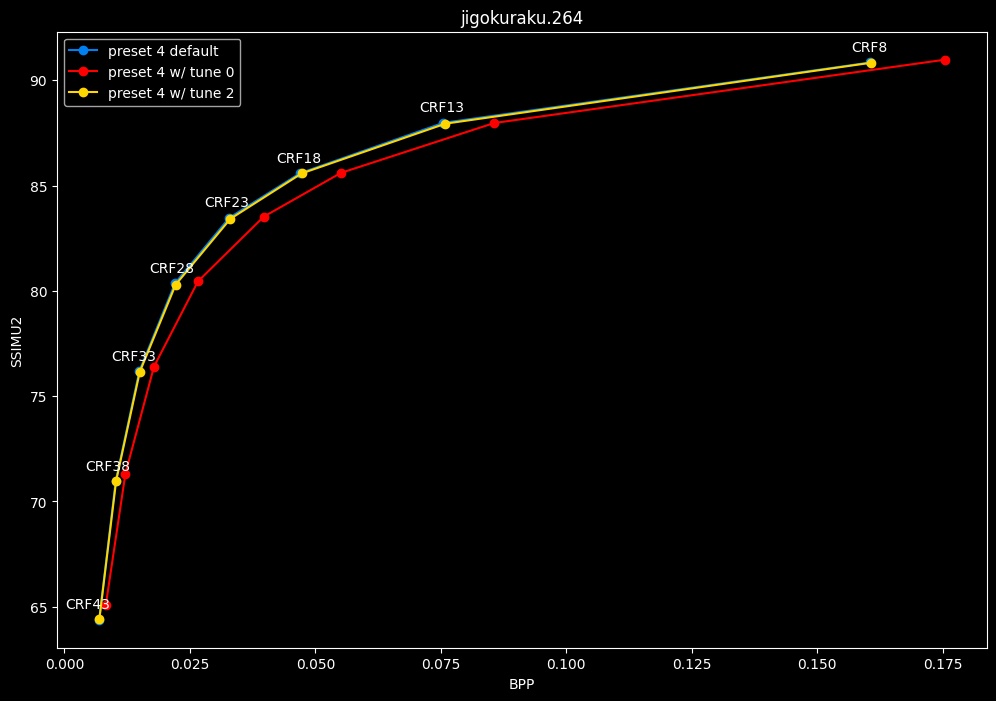 jigokuraku.264
preset 4 default
preset 4 w/ tune 0
preset 4 w/ tune 2
CRF8
CRF13
CRF18
CRF23
CRF28
CRF33
CRF38
CRF43
SSIMU2
90
85
80
75
70
65
0.000
0.025
0.050
0.075
0.100
0.125
0.150
0.175
BPP